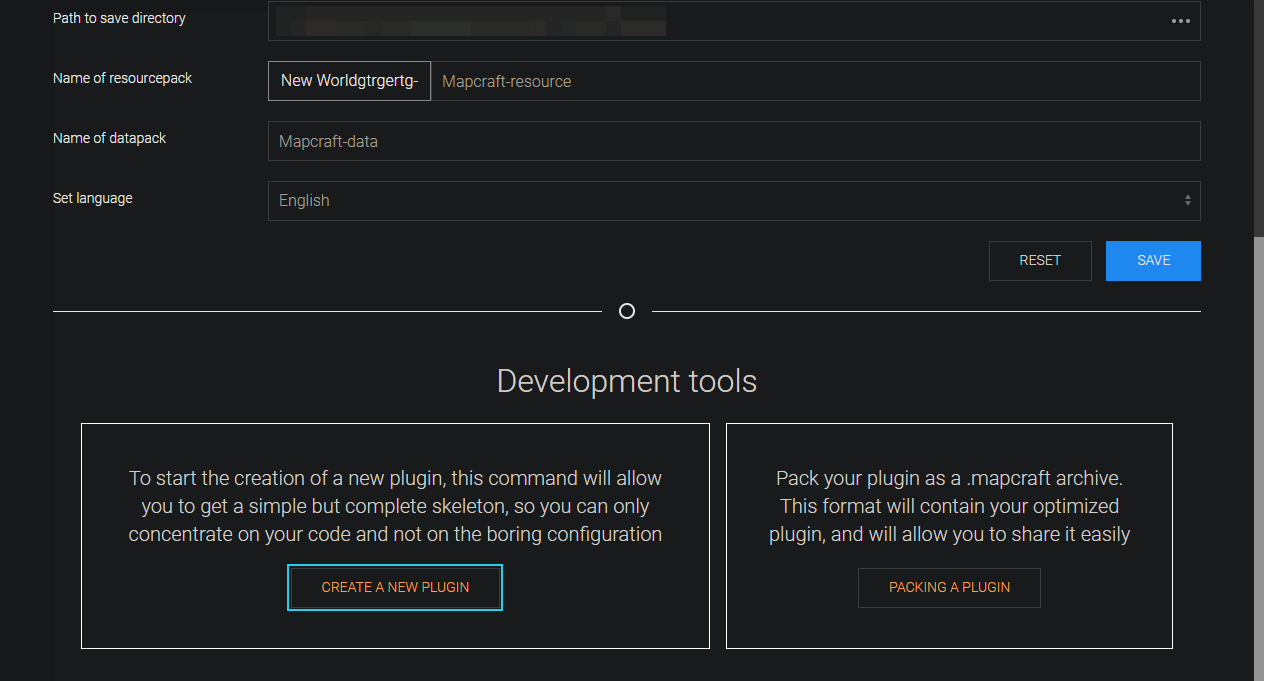 Path to save directory
Name of resourcepack
New Worldgtrgertg- Mapcraft-resource
Name of datapack
Mapcraft-data
Set language
English
RESET SAVE
Development tools
To start the creation of a new plugin, this command will allow
you to get a simple but complete skeleton, so you can only
concentrate on your code and not on the boring configuration
CREATE A NEW PLUGIN
Pack your plugin as a .mapcraft archive.
This format will contain your optimized
plugin, and will allow you to share it easily
PACKING A PLUGIN